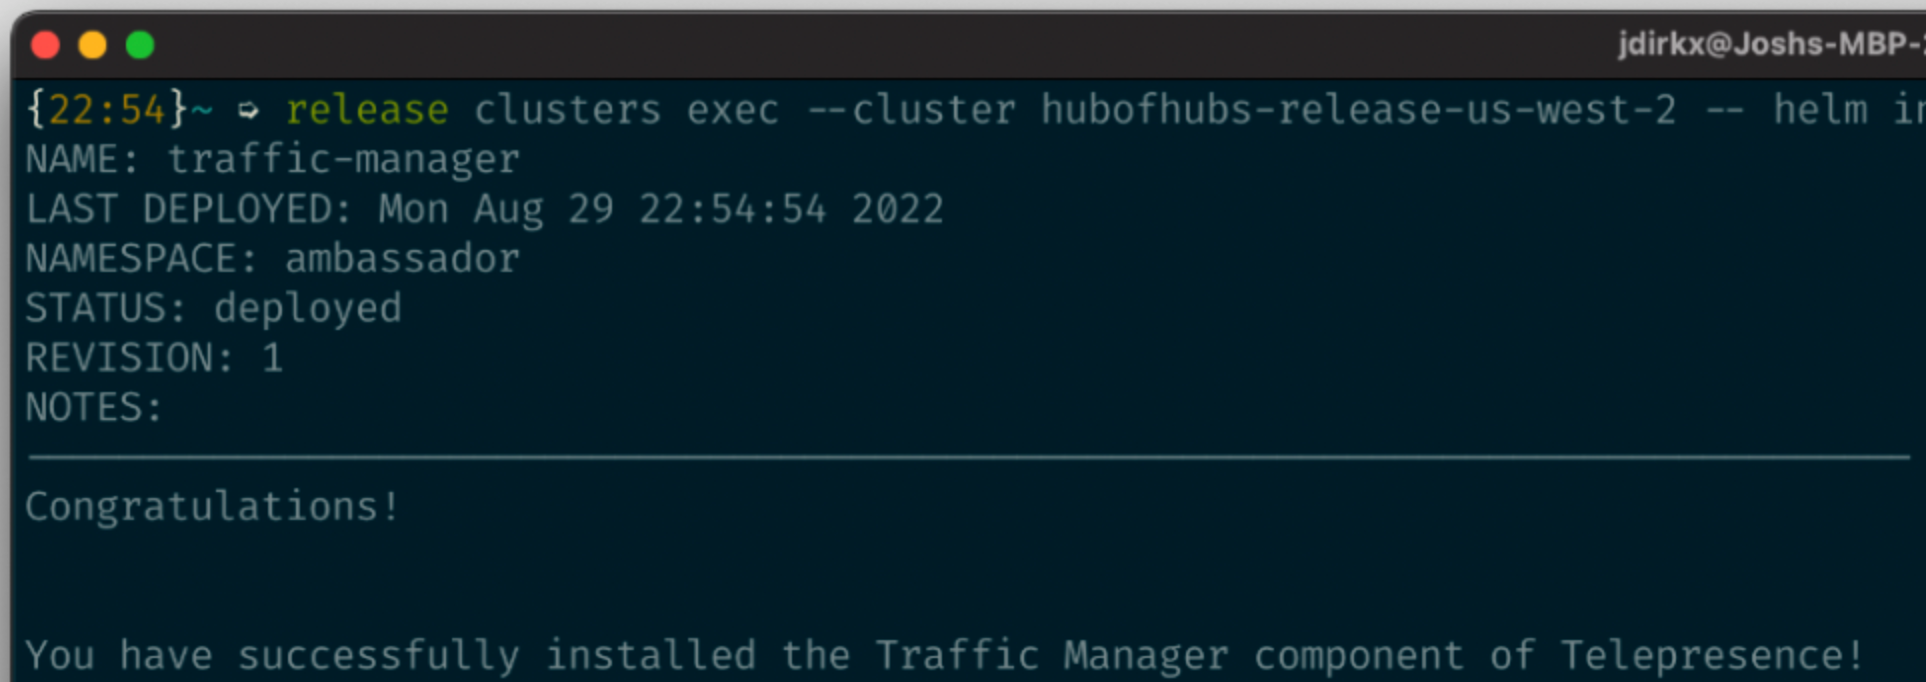 jdirkx@Joshs-MBP-
{22:54}~ ➭ release clusters exec --cluster hubofhubs-release-us-west-2 -- helm in
NAME: traffic-manager
LAST DEPLOYED: Mon Aug 29 22:54:54 2022
NAMESPACE: ambassador
STATUS: deployed
REVISION: 1
NOTES:
Congratulations!
You have successfully installed the Traffic Manager component of Telepresence!